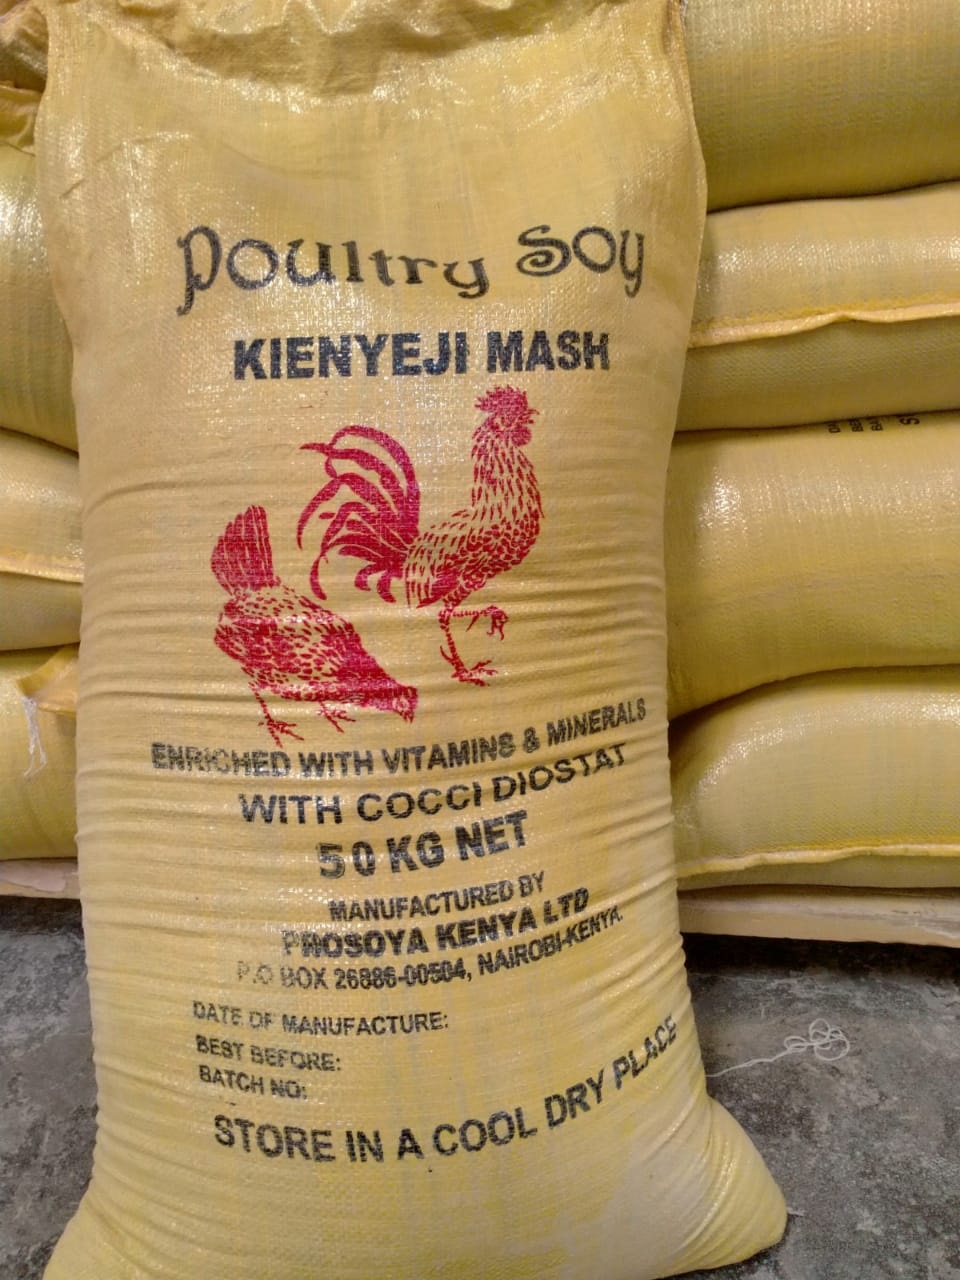 Poultry Soy
KIENYEJI MASH
ENRICHED WITH VITAMINS & MINERALS
WITH COCCI DIOSTAT
50 KG NET
MANUFACTURED BY
PROSOYA KENYA LTD
P.O BOX 26886-00504, NAIROBI-KENYA.
DATE OF MANUFACTURE:
BEST BEFORE:
BATCH NO:
STORE IN A COOL DRY PLACE